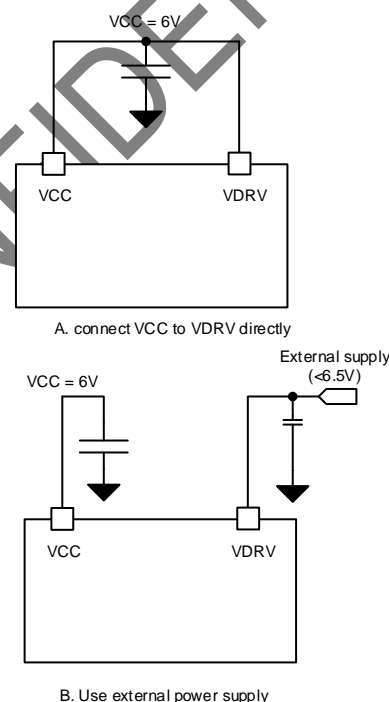 VCC = 6V
VCC
VDRV
A. connect VCC to VDRV directly
External supply
(<6.5V)
VCC = 6V
VCC
VDRV
B. Use external power supply